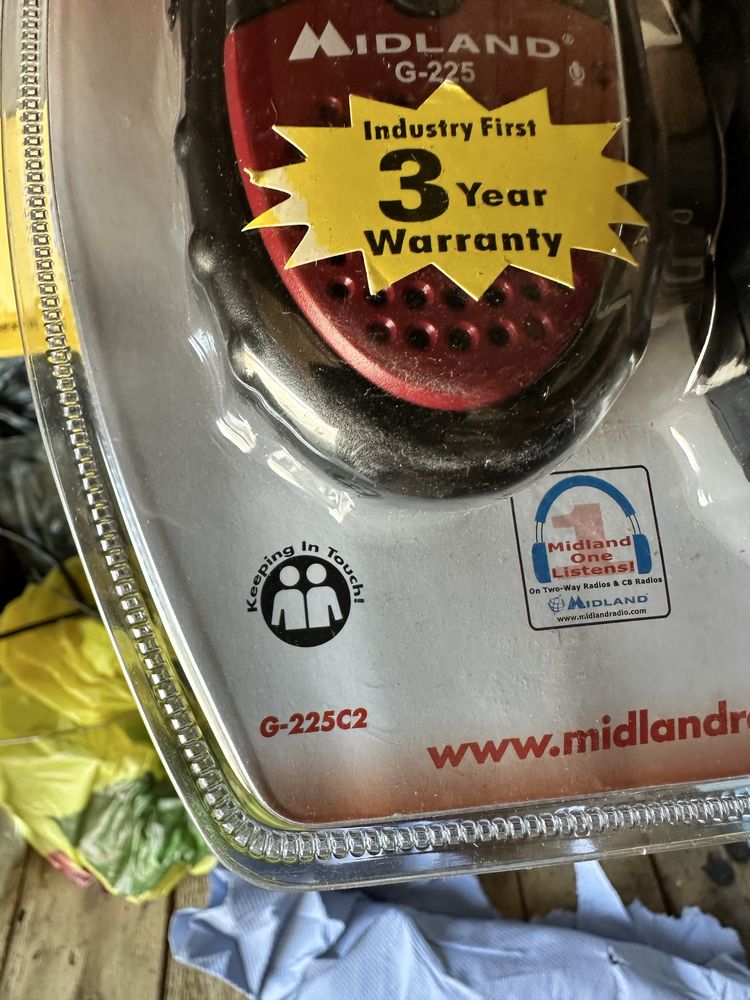 MIDLAND®
G-225
Industry First
3 Year
Warranty
Keeping In Touch!
1
Midland
One
Listens!
On Two-Way Radios & CB Radios
MIDLAND
www.midlandradio.com
G-225C2
www.midlandr